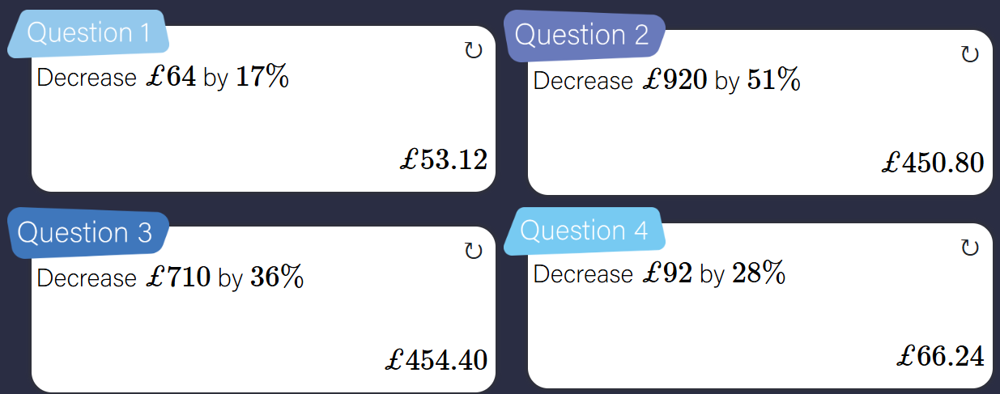 Question 1
Decrease £64 by 17%
£53.12
Question 2
Decrease £920 by 51%
£450.80
Question 3
Decrease £710 by 36%
£454.40
Question 4
Decrease £92 by 28%
£66.24